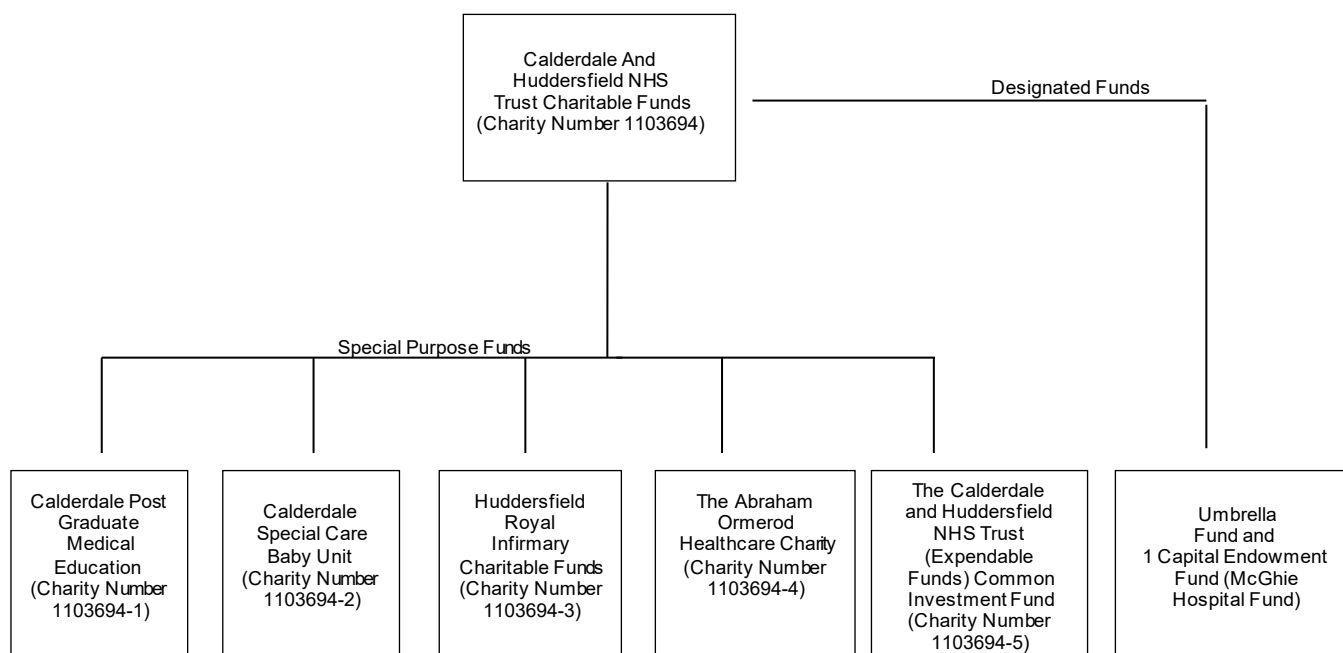 Calderdale And
Huddersfield NHS
Trust Charitable Funds
(Charity Number 1103694)
Designated Funds
Special Purpose Funds
Calderdale Post
Graduate
Medical
Education
(Charity Number
1103694-1)
Calderdale
Special Care
Baby Unit
(Charity Number
1103694-2)
Huddersfield
Royal
Infirmary
Charitable Funds
(Charity Number
1103694-3)
The Abraham
Ormerod
Healthcare Charity
(Charity Number
1103694-4)
The Calderdale
and Huddersfield
NHS Trust
(Expendable
Funds) Common
Investment Fund
(Charity Number
1103694-5)
Umbrella
Fund and
1 Capital Endowment
Fund (McGhie
Hospital Fund)